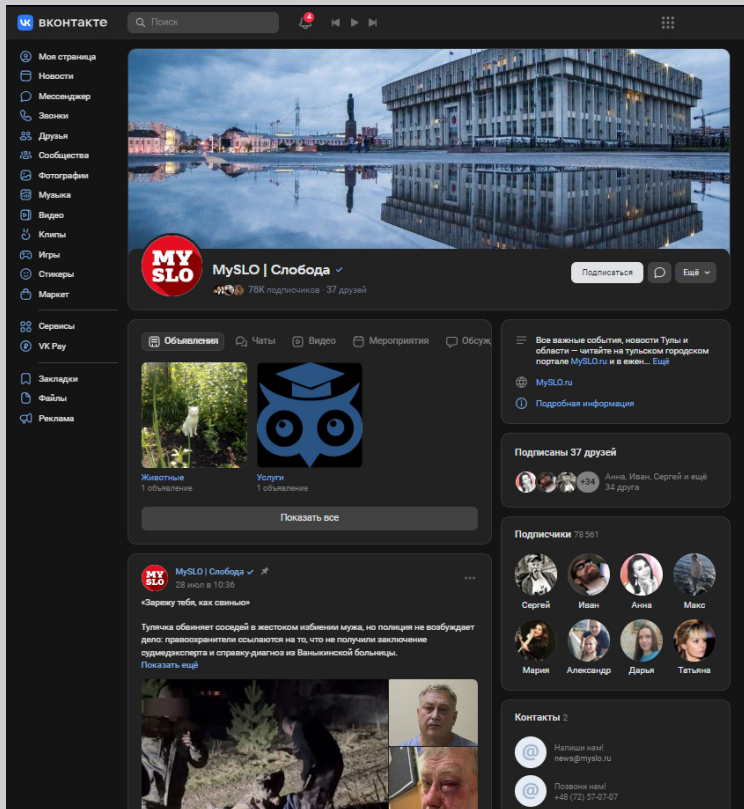 вконтакте
Поиск
4
Моя страница
Новости
Мессенджер
Звонки
Друзья
Сообщества
Фотографии
Музыка
Видео
Клипы
Игры
Стикеры
Маркет
Сервисы
VK Pay
Закладки
Файлы
Реклама
MY
SLO
MySLO | Слобода
78K подписчиков · 37 друзей
Подписаться
Ещё
Объявления
Чаты
Видео
Мероприятия
Обсуж
Животные
1 объявление
Услуги
1 объявление
Показать все
MY
SLO
MySLO | Слобода
28 июл в 10:36
«Зарежу тебя, как свинью»
Тулячка обвиняет соседей в жестоком избиении мужа, но полиция не возбуждает
дело: правоохранители ссылаются на то, что не получили заключение
судмедэксперта и справку-диагноз из Ваныкинской больницы.
Показать ещё
Все важные события, новости Тулы и
области — читайте на тульском городском
портале MySLO.ru и в ежен... Ещё
MySLO.ru
Подробная информация
Подписаны 37 друзей
+34
Анна, Иван, Сергей и ещё
34 друга
Подписчики 78 561
Сергей
Иван
Анна
Макс
Мария
Александр
Дарья
Татьяна
Контакты 2
@
Напиши нам!
news@myslo.ru
@
Позвони нам!
+48 (72) 57-07-07